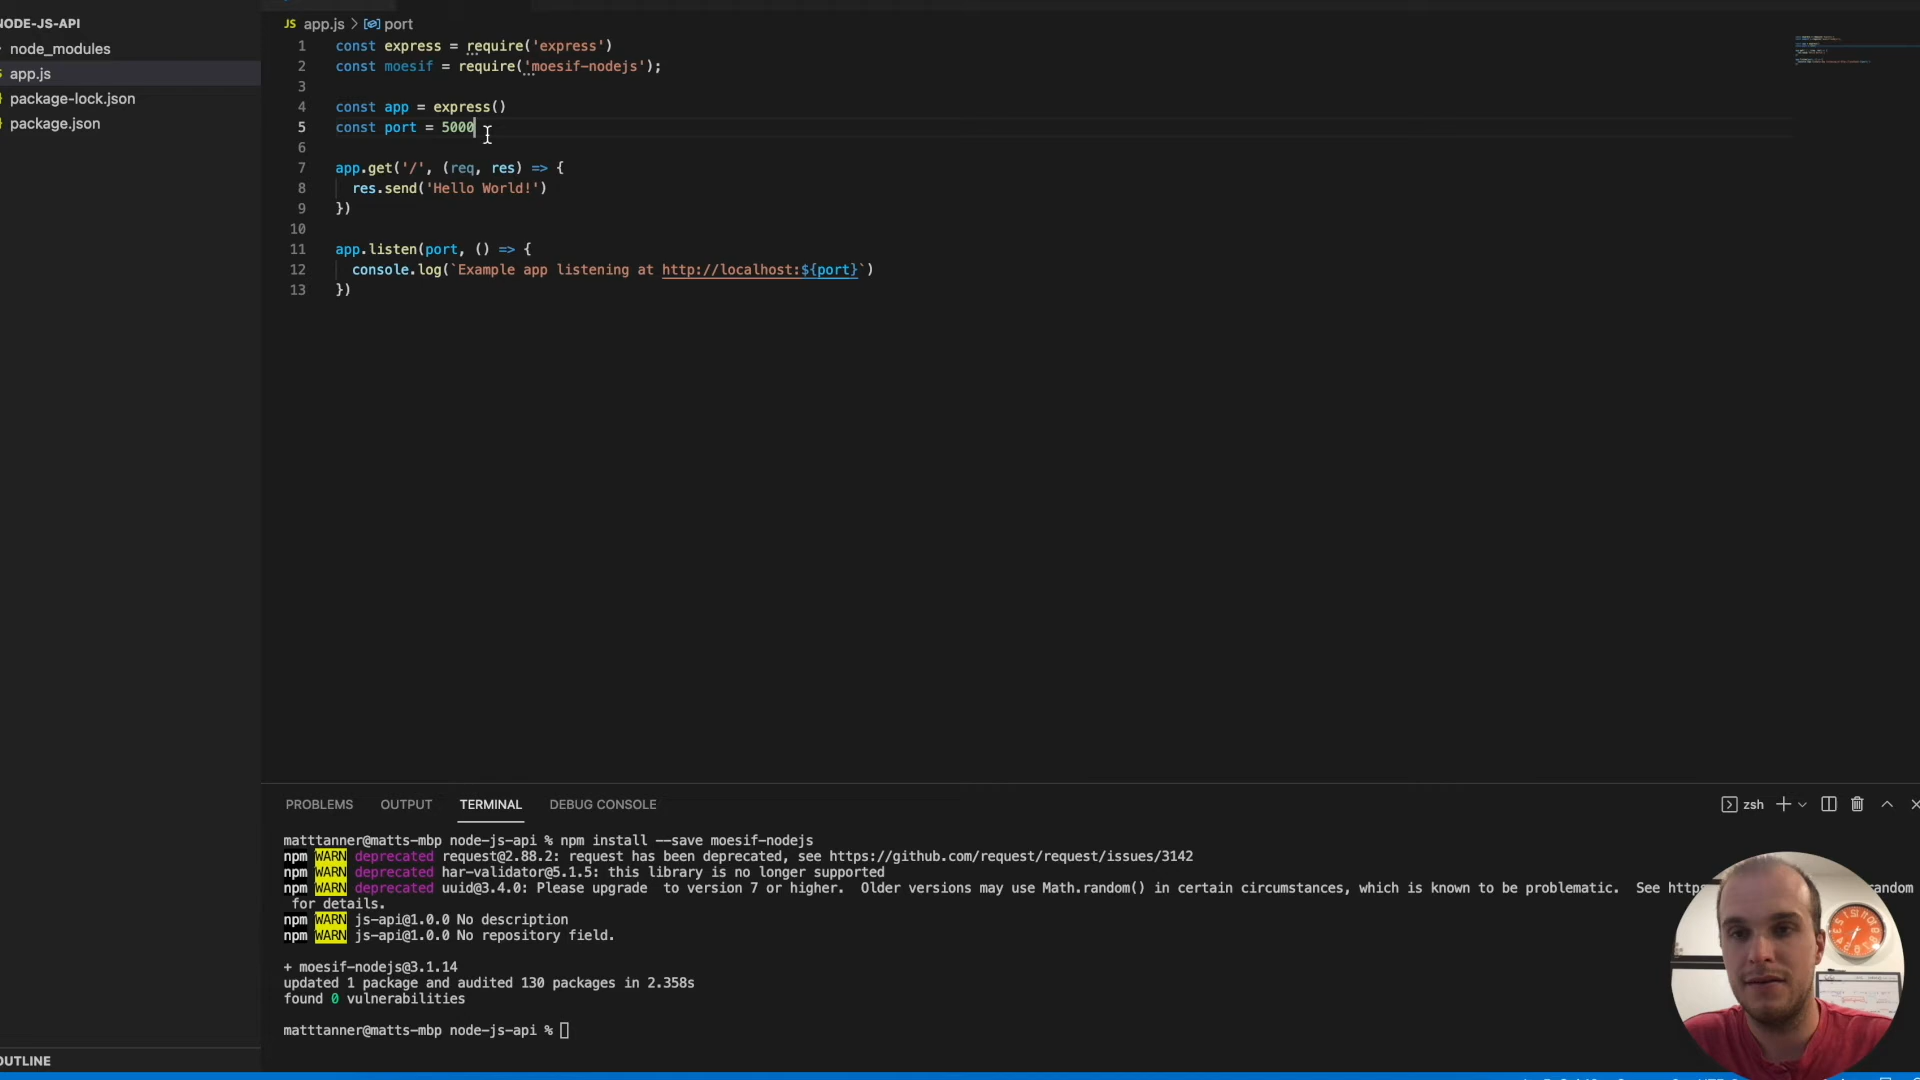 NODE-JS-API
node_modules
app.js
package-lock.json
package.json
OUTLINE
JS app.js > port
1 const express = require('express')
2 const moesif = require('moesif-nodejs');
3
4 const app = express()
5 const port = 5000
6
7 app.get('/', (req, res) => {
8 res.send('Hello World!')
9 })
10
11 app.listen(port, () => {
12 console.log(`Example app listening at http://localhost:${port}`)
13 })
PROBLEMS OUTPUT TERMINAL DEBUG CONSOLE zsh
matttanner@matts-mbp node-js-api % npm install --save moesif-nodejs
npm WARN deprecated request@2.88.2: request has been deprecated, see https://github.com/request/request/issues/3142
npm WARN deprecated har-validator@5.1.5: this library is no longer supported
npm WARN deprecated uuid@3.4.0: Please upgrade to version 7 or higher. Older versions may use Math.random() in certain circumstances, which is known to be problematic. See https random
for details.
npm WARN js-api@1.0.0 No description
npm WARN js-api@1.0.0 No repository field.
+ moesif-nodejs@3.1.14
updated 1 package and audited 130 packages in 2.358s
found 0 vulnerabilities
matttanner@matts-mbp node-js-api %